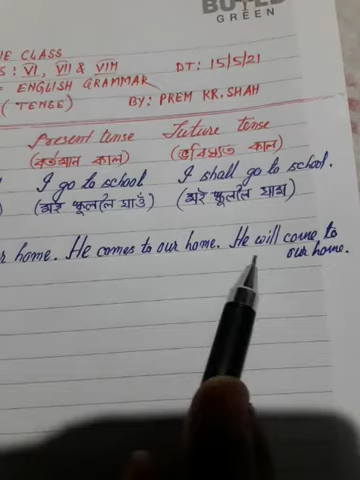 BUILD
GREEN
CLASS
: VI, VII & VIII DT: 15/5/21
ENGLISH GRAMMAR
(TENSE) BY: PREM KR. SHAH
Present tense Future tense
(বৰ্তমান কাল) (ভবিষ্যত কাল)
I go to school I shall go to school.
(মই স্কুললৈ যাওঁ) (মই স্কুললৈ যাম)
home. He comes to our home. He will come to
our home.